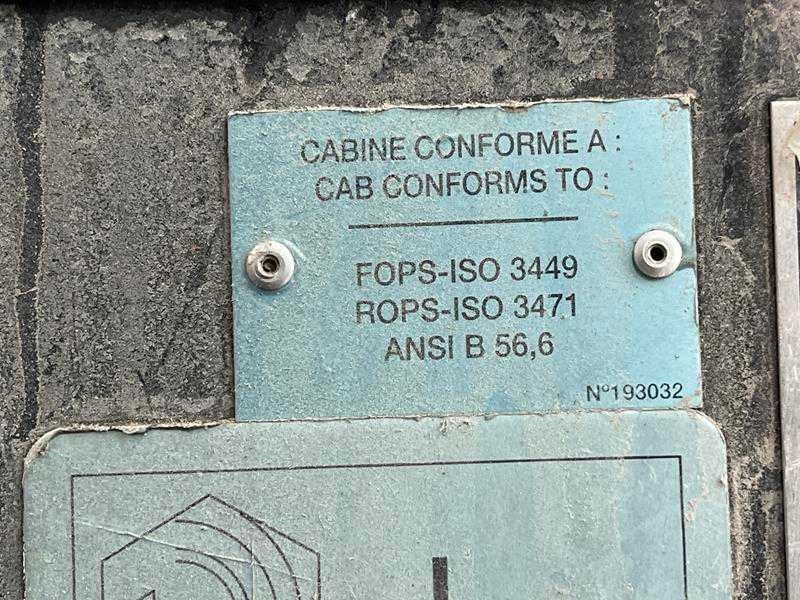 CABINE CONFORME A :
CAB CONFORMS TO :
FOPS-ISO 3449
ROPS-ISO 3471
ANSI B 56,6
N°193032